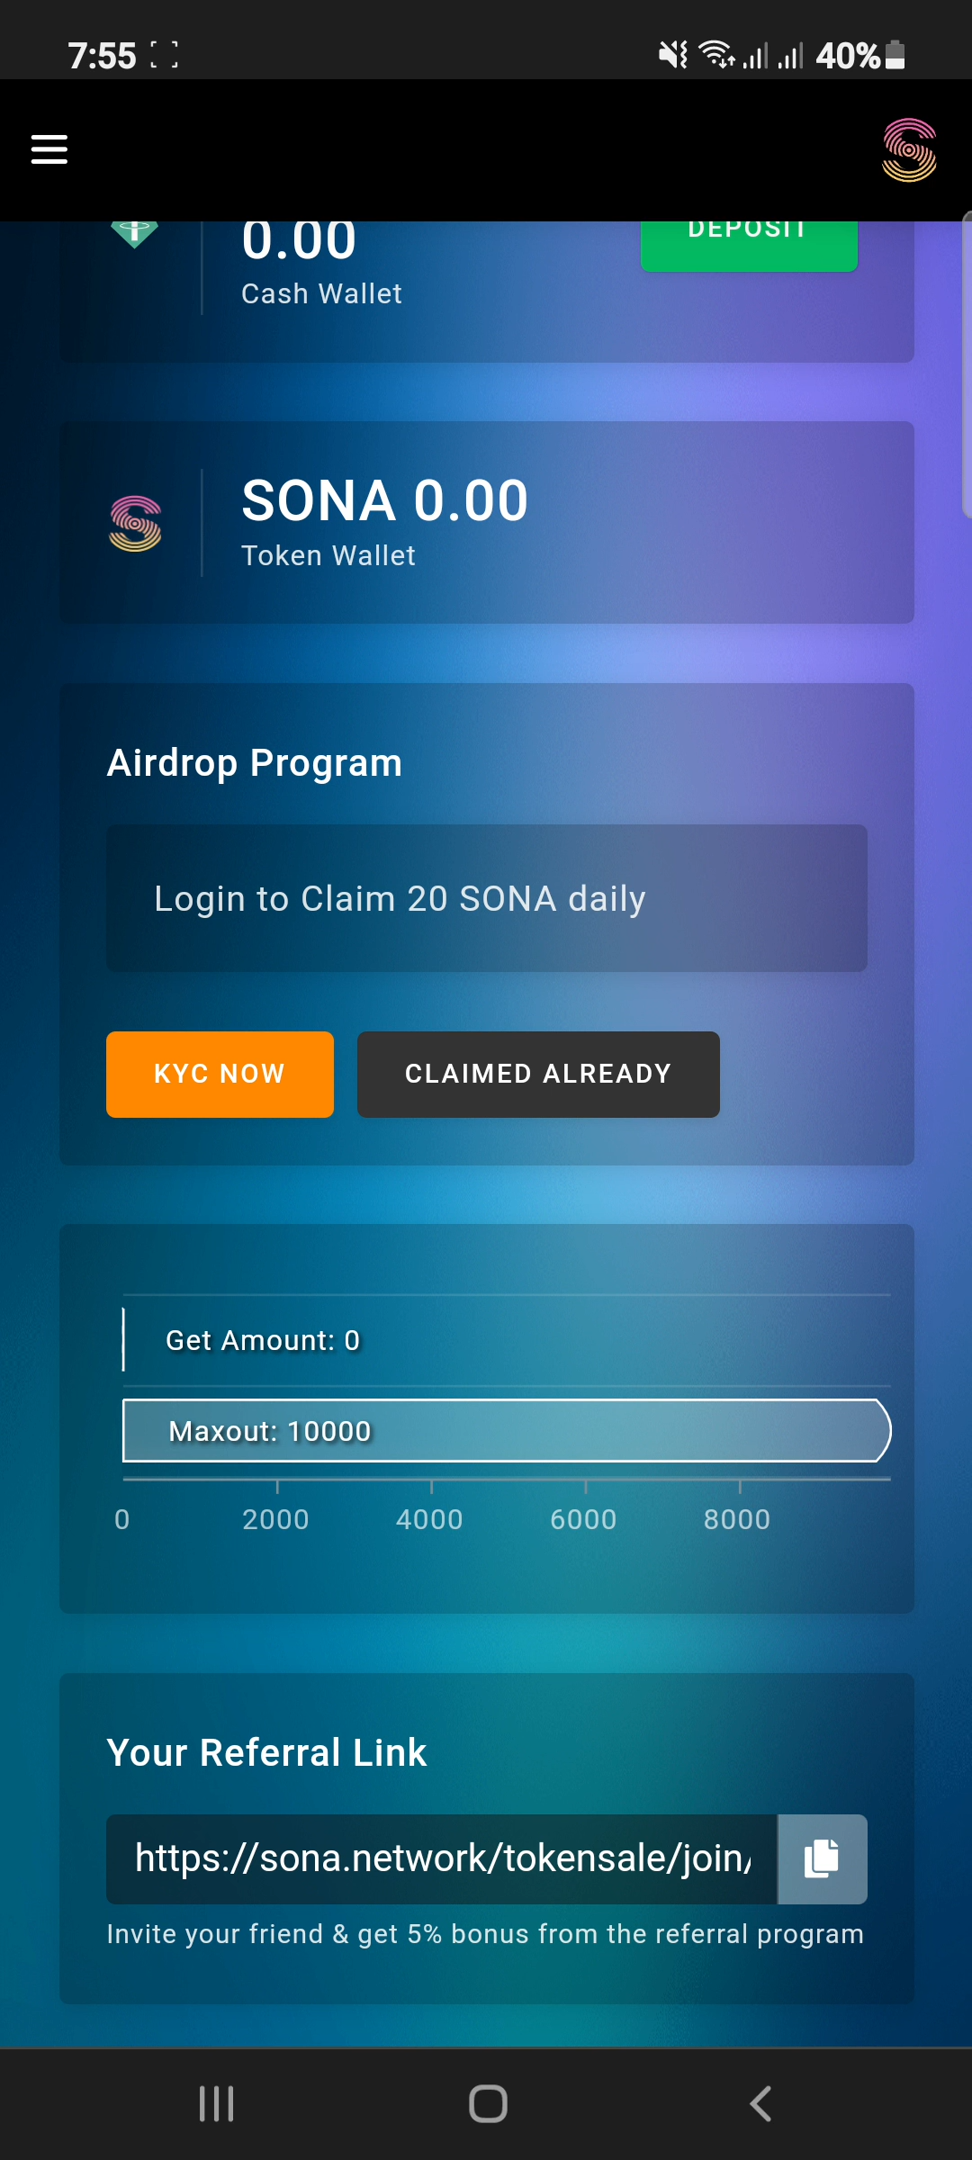 7:55
40%
0.00
DEPOSIT
Cash Wallet
SONA 0.00
Token Wallet
Airdrop Program
Login to Claim 20 SONA daily
KYC NOW
CLAIMED ALREADY
Get Amount: 0
Maxout: 10000
0 2000 4000 6000 8000
Your Referral Link
https://sona.network/tokensale/join/
Invite your friend & get 5% bonus from the referral program